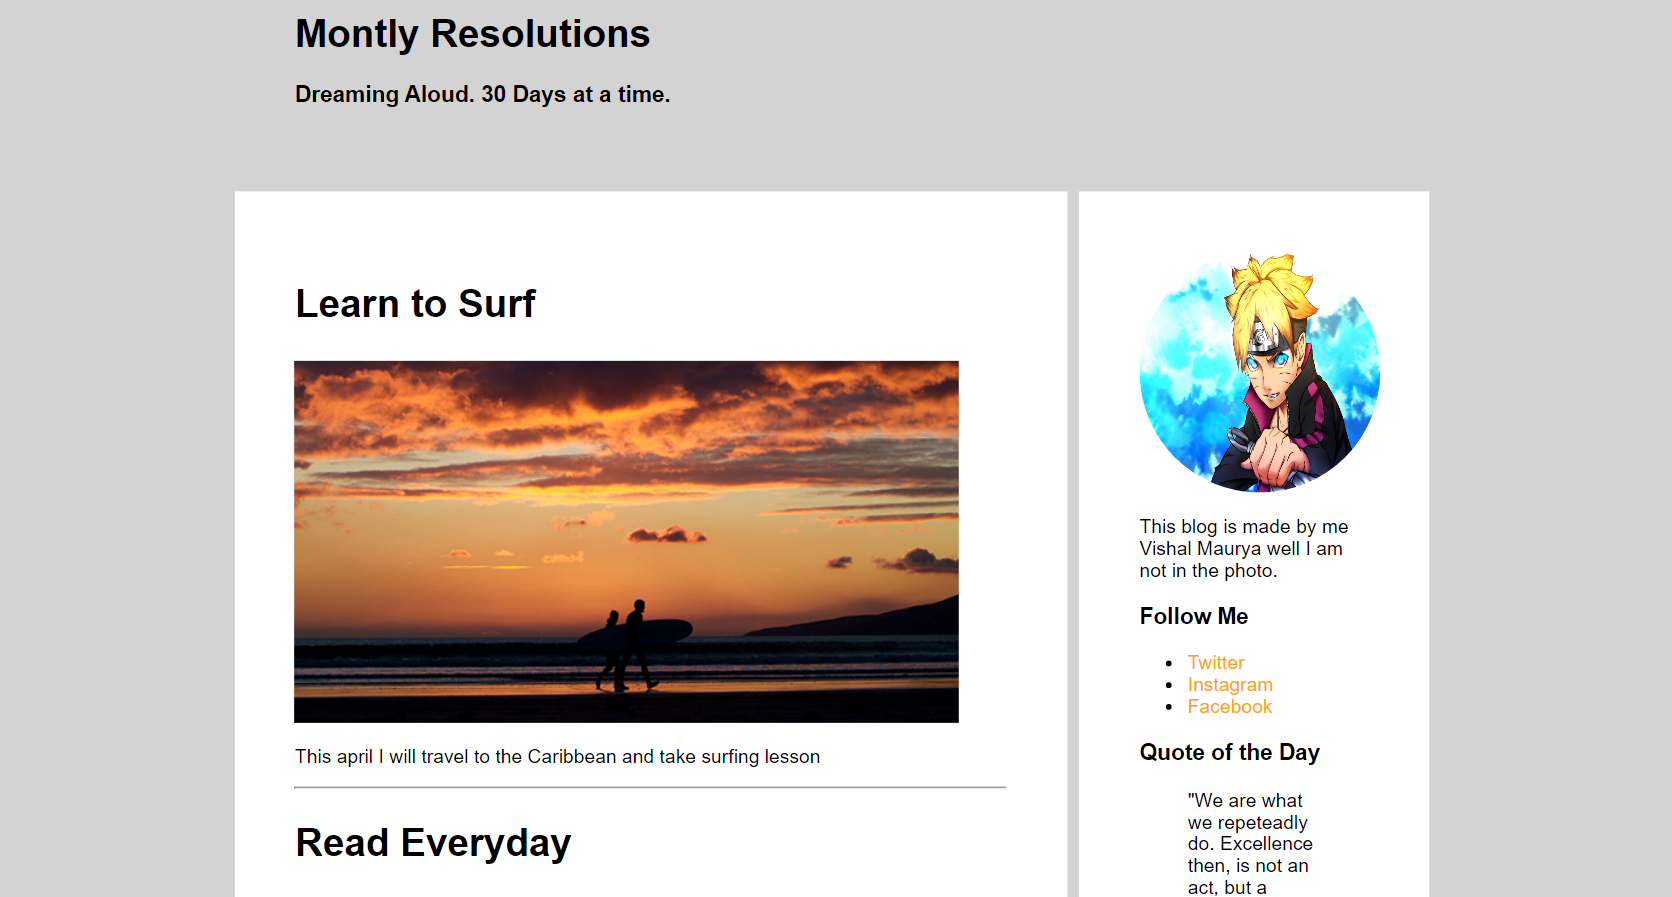 Montly Resolutions
Dreaming Aloud. 30 Days at a time.
Learn to Surf
This april I will travel to the Caribbean and take surfing lesson
Read Everyday
This blog is made by me
Vishal Maurya well I am
not in the photo.
Follow Me
Twitter
Instagram
Facebook
Quote of the Day
"We are what
we repeteadly
do. Excellence
then, is not an
act, but a